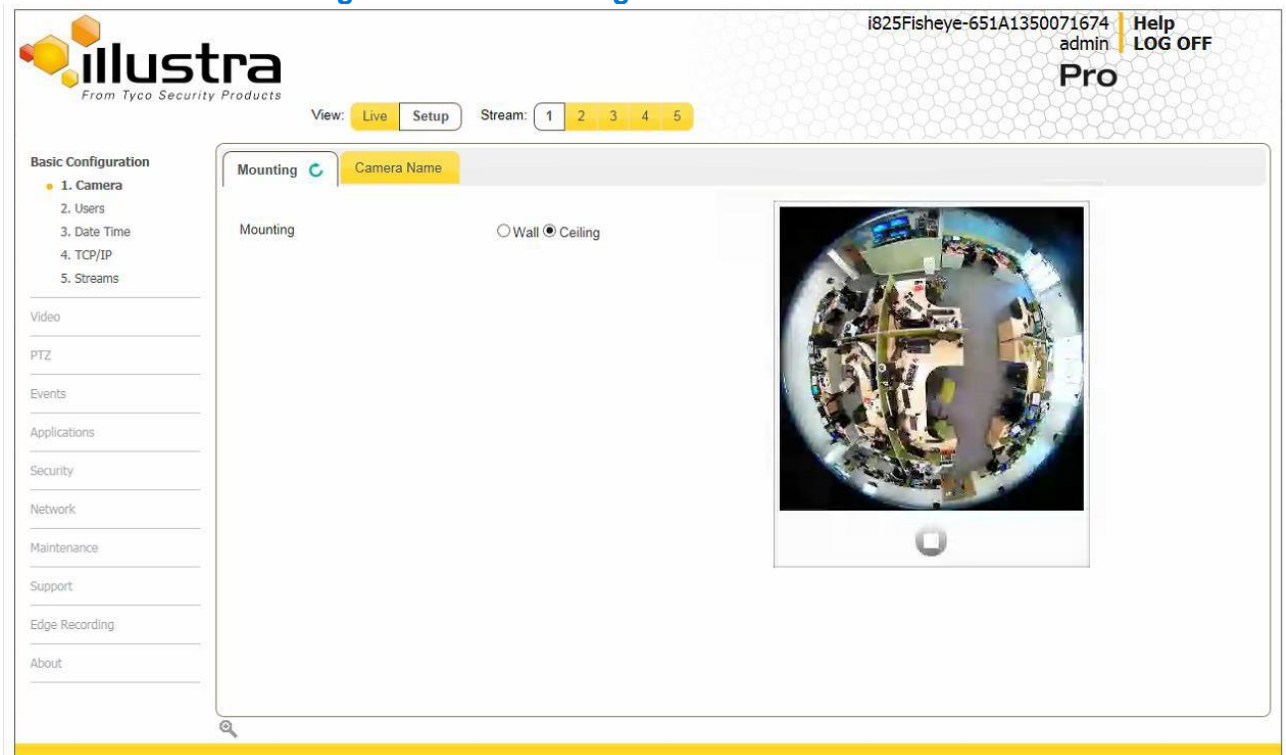 i825Fisheye-651A1350071674 Help
admin LOG OFF
illustra
From Tyco Security Products
Pro
View: Live Setup Stream: 1 2 3 4 5
Basic Configuration
1. Camera
2. Users
3. Date Time
4. TCP/IP
5. Streams
Video
PTZ
Events
Applications
Security
Network
Maintenance
Support
Edge Recording
About
Mounting Camera Name
Mounting Wall Ceiling